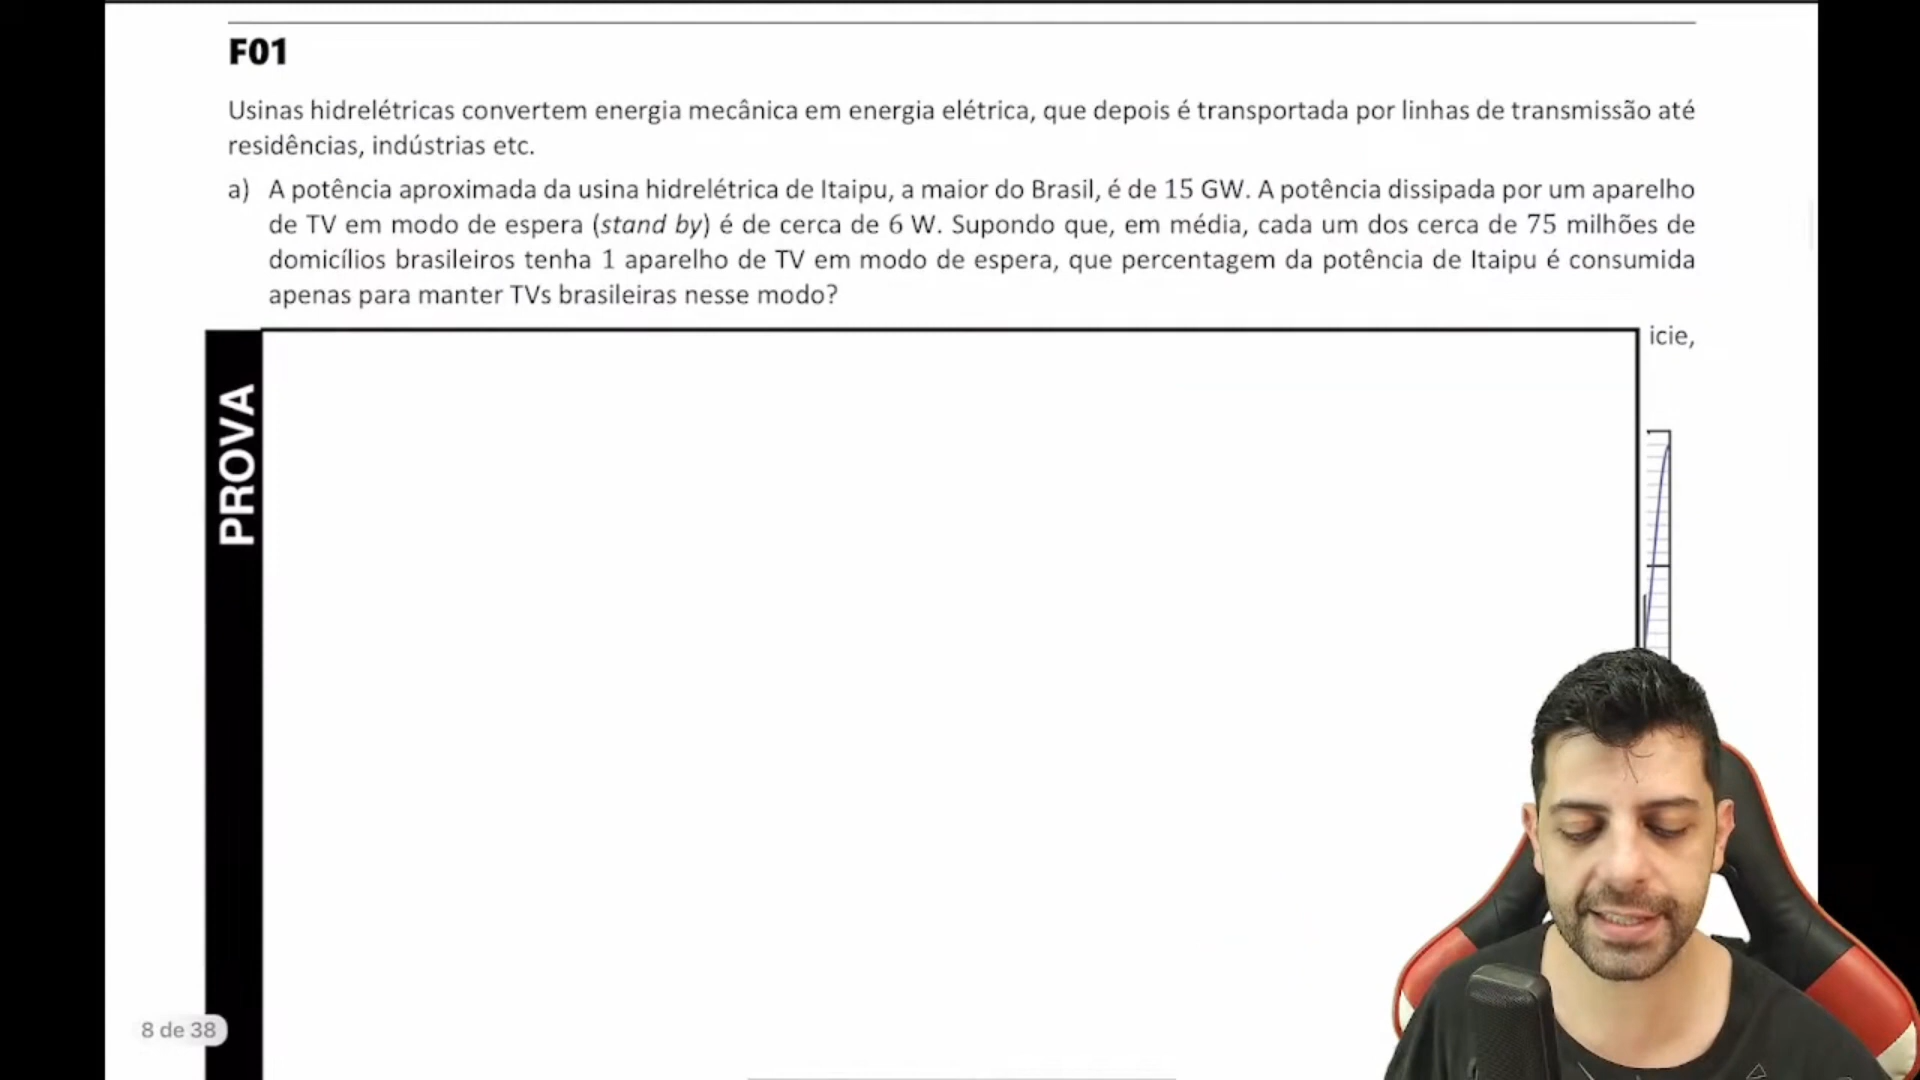 F01
Usinas hidrelétricas convertem energia mecânica em energia elétrica, que depois é transportada por linhas de transmissão até
residências, indústrias etc.
a) A potência aproximada da usina hidrelétrica de Itaipu, a maior do Brasil, é de 15 GW. A potência dissipada por um aparelho
de TV em modo de espera (stand by) é de cerca de 6 W. Supondo que, em média, cada um dos cerca de 75 milhões de
domicílios brasileiros tenha 1 aparelho de TV em modo de espera, que percentagem da potência de Itaipu é consumida
apenas para manter TVs brasileiras nesse modo?
icie,
PROVA
8 de 38